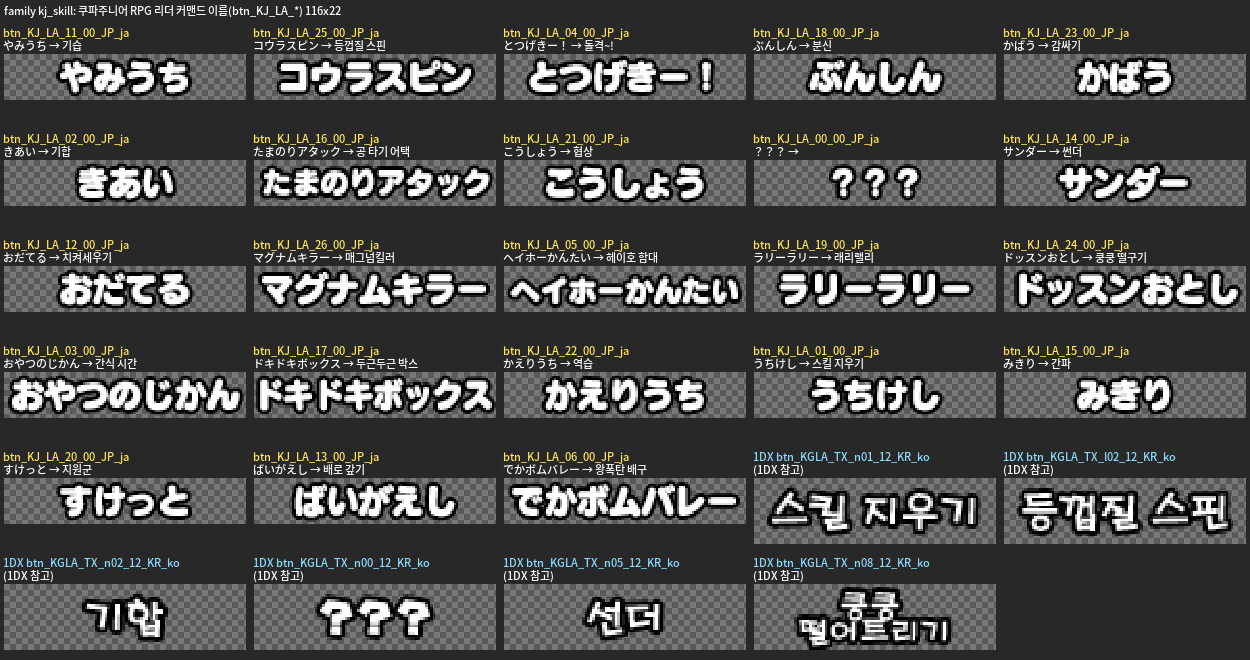 family kj_skill: 쿠파주니어 RPG 리더 커맨드 이름(btn_KJ_LA_*) 116x22
btn_KJ_LA_11_00_JP_ja
やみうち → 기습
やみうち
btn_KJ_LA_25_00_JP_ja
コウラスピン → 등껍질 스핀
コウラスピン
btn_KJ_LA_04_00_JP_ja
とつげきー！ → 돌격~!
とつげきー！
btn_KJ_LA_18_00_JP_ja
ぶんしん → 분신
ぶんしん
btn_KJ_LA_23_00_JP_ja
かばう → 감싸기
かばう
btn_KJ_LA_02_00_JP_ja
きあい → 기합
きあい
btn_KJ_LA_16_00_JP_ja
たまのりアタック → 공 타기 어택
たまのりアタック
btn_KJ_LA_21_00_JP_ja
こうしょう → 협상
こうしょう
btn_KJ_LA_00_00_JP_ja
？？？ →
？？？
btn_KJ_LA_14_00_JP_ja
サンダー → 썬더
サンダー
btn_KJ_LA_12_00_JP_ja
おだてる → 치켜세우기
おだてる
btn_KJ_LA_26_00_JP_ja
マグナムキラー → 매그넘킬러
マグナムキラー
btn_KJ_LA_05_00_JP_ja
ヘイホーかんたい → 헤이호 함대
ヘイホーかんたい
btn_KJ_LA_19_00_JP_ja
ラリーラリー → 래리랠리
ラリーラリー
btn_KJ_LA_24_00_JP_ja
ドッスンおとし → 쿵쿵 떨구기
ドッスンおとし
btn_KJ_LA_03_00_JP_ja
おやつのじかん → 간식 시간
おやつのじかん
btn_KJ_LA_17_00_JP_ja
ドキドキボックス → 두근두근 박스
ドキドキボックス
btn_KJ_LA_22_00_JP_ja
かえりうち → 역습
かえりうち
btn_KJ_LA_01_00_JP_ja
うちけし → 스킬 지우기
うちけし
btn_KJ_LA_15_00_JP_ja
みきり → 간파
みきり
btn_KJ_LA_20_00_JP_ja
すけっと → 지원군
すけっと
btn_KJ_LA_13_00_JP_ja
ばいがえし → 배로 갚기
ばいがえし
btn_KJ_LA_06_00_JP_ja
でかボムバレー → 왕폭탄 배구
でかボムバレー
1DX btn_KGLA_TX_n01_12_KR_ko
(1DX 참고)
스킬 지우기
1DX btn_KGLA_TX_l02_12_KR_ko
(1DX 참고)
등껍질 스핀
1DX btn_KGLA_TX_n02_12_KR_ko
(1DX 참고)
기합
1DX btn_KGLA_TX_n00_12_KR_ko
(1DX 참고)
???
1DX btn_KGLA_TX_n05_12_KR_ko
(1DX 참고)
썬더
1DX btn_KGLA_TX_n08_12_KR_ko
(1DX 참고)
쿵쿵
떨어트리기